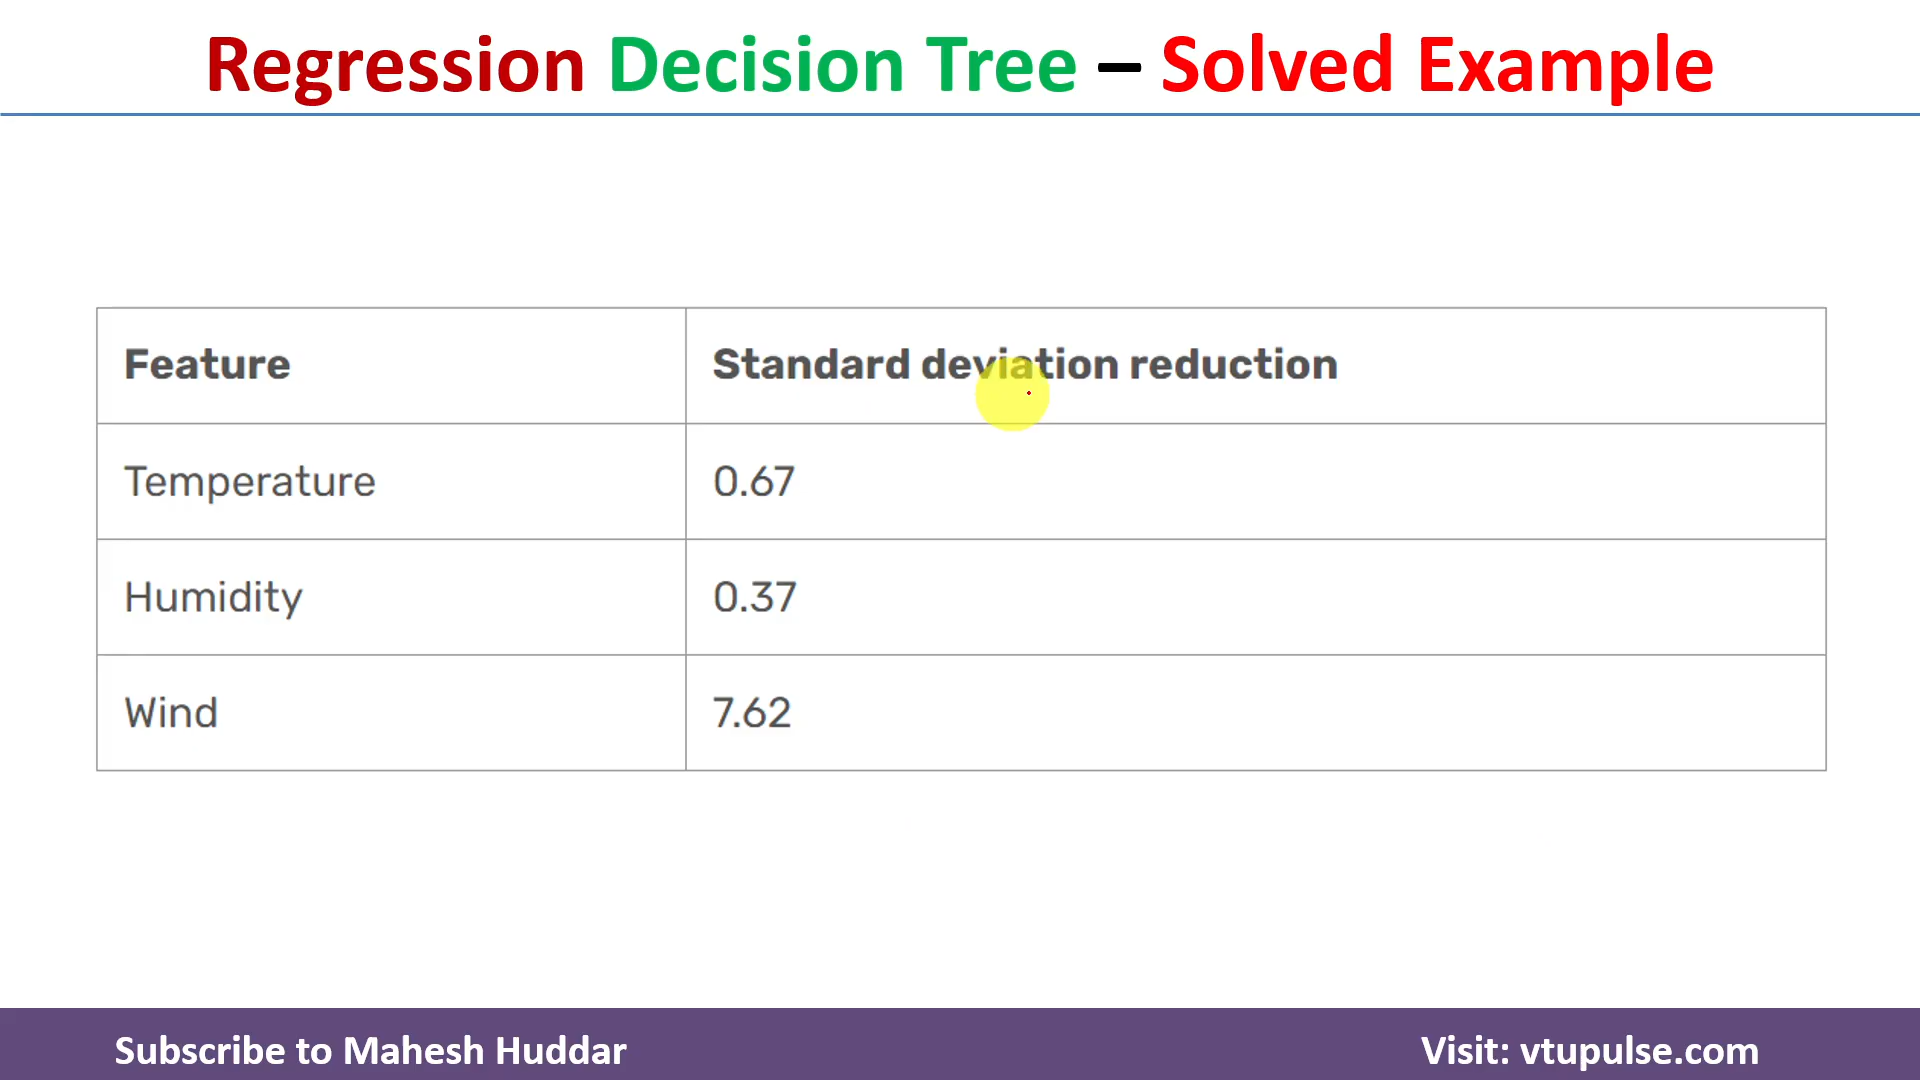 Regression Decision Tree – Solved Example
Feature Standard deviation reduction
Temperature 0.67
Humidity 0.37
Wind 7.62
Subscribe to Mahesh Huddar Visit: vtupulse.com